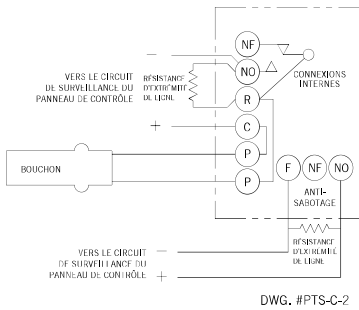 NF
NO
R
C
P
P
CONNEXIONS
INTERNES
−
VERS LE CIRCUIT
DE SURVEILLANCE DU
PANNEAU DE CONTRÔLE
+
RÉSISTANCE
D'EXTRÉMITÉ
DE LIGNE
BOUCHON
F
NF
NO
ANTI-
SABOTAGE
RÉSISTANCE
D'EXTRÉMITÉ
DE LIGNE
VERS LE CIRCUIT
DE SURVEILLANCE DU
PANNEAU DE CONTRÔLE
−
+
DWG. #PTS-C-2